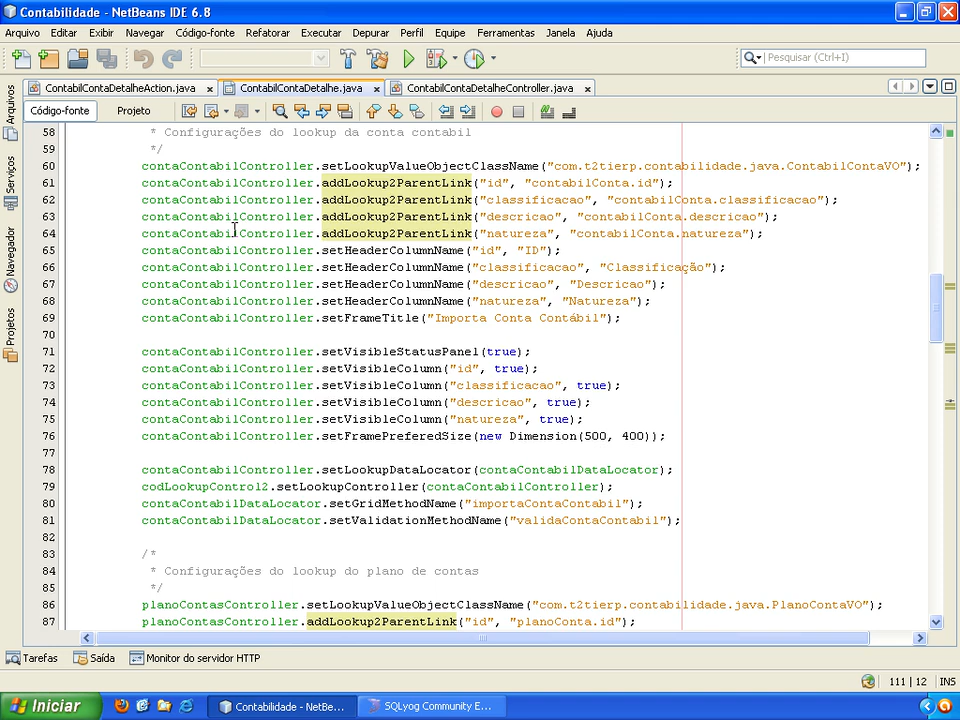 Contabilidade - NetBeans IDE 6.8
Arquivo Editar Exibir Navegar Código-fonte Refatorar Executar Depurar Perfil Equipe Ferramentas Janela Ajuda
Pesquisar (Ctrl+I)
ContabilContaDetalheAction.java ContabilContaDetalhe.java ContabilContaDetalheController.java
Código-fonte Projeto
Arquivos
Serviços
Navegador
Projetos
58 * Configurações do lookup da conta contabil
59 */
60 contaContabilController.setLookupValueObjectClassName("com.t2tierp.contabilidade.java.ContabilContaVO");
61 contaContabilController.addLookup2ParentLink("id", "contabilConta.id");
62 contaContabilController.addLookup2ParentLink("classificacao", "contabilConta.classificacao");
63 contaContabilController.addLookup2ParentLink("descricao", "contabilConta.descricao");
64 contaContabilController.addLookup2ParentLink("natureza", "contabilConta.natureza");
65 contaContabilController.setHeaderColumnName("id", "ID");
66 contaContabilController.setHeaderColumnName("classificacao", "Classificação");
67 contaContabilController.setHeaderColumnName("descricao", "Descricao");
68 contaContabilController.setHeaderColumnName("natureza", "Natureza");
69 contaContabilController.setFrameTitle("Importa Conta Contábil");
70
71 contaContabilController.setVisibleStatusPanel(true);
72 contaContabilController.setVisibleColumn("id", true);
73 contaContabilController.setVisibleColumn("classificacao", true);
74 contaContabilController.setVisibleColumn("descricao", true);
75 contaContabilController.setVisibleColumn("natureza", true);
76 contaContabilController.setFramePreferedSize(new Dimension(500, 400));
77
78 contaContabilController.setLookupDataLocator(contaContabilDataLocator);
79 codLookupControl2.setLookupController(contaContabilController);
80 contaContabilDataLocator.setGridMethodName("importaContaContabil");
81 contaContabilDataLocator.setValidationMethodName("validaContaContabil");
82
83 /*
84 * Configurações do lookup do plano de contas
85 */
86 planoContasController.setLookupValueObjectClassName("com.t2tierp.contabilidade.java.PlanoContaVO");
87 planoContasController.addLookup2ParentLink("id", "planoConta.id");
Tarefas Saída Monitor do servidor HTTP
111 | 12 INS
Iniciar Contabilidade - NetBe... SQLyog Community E...